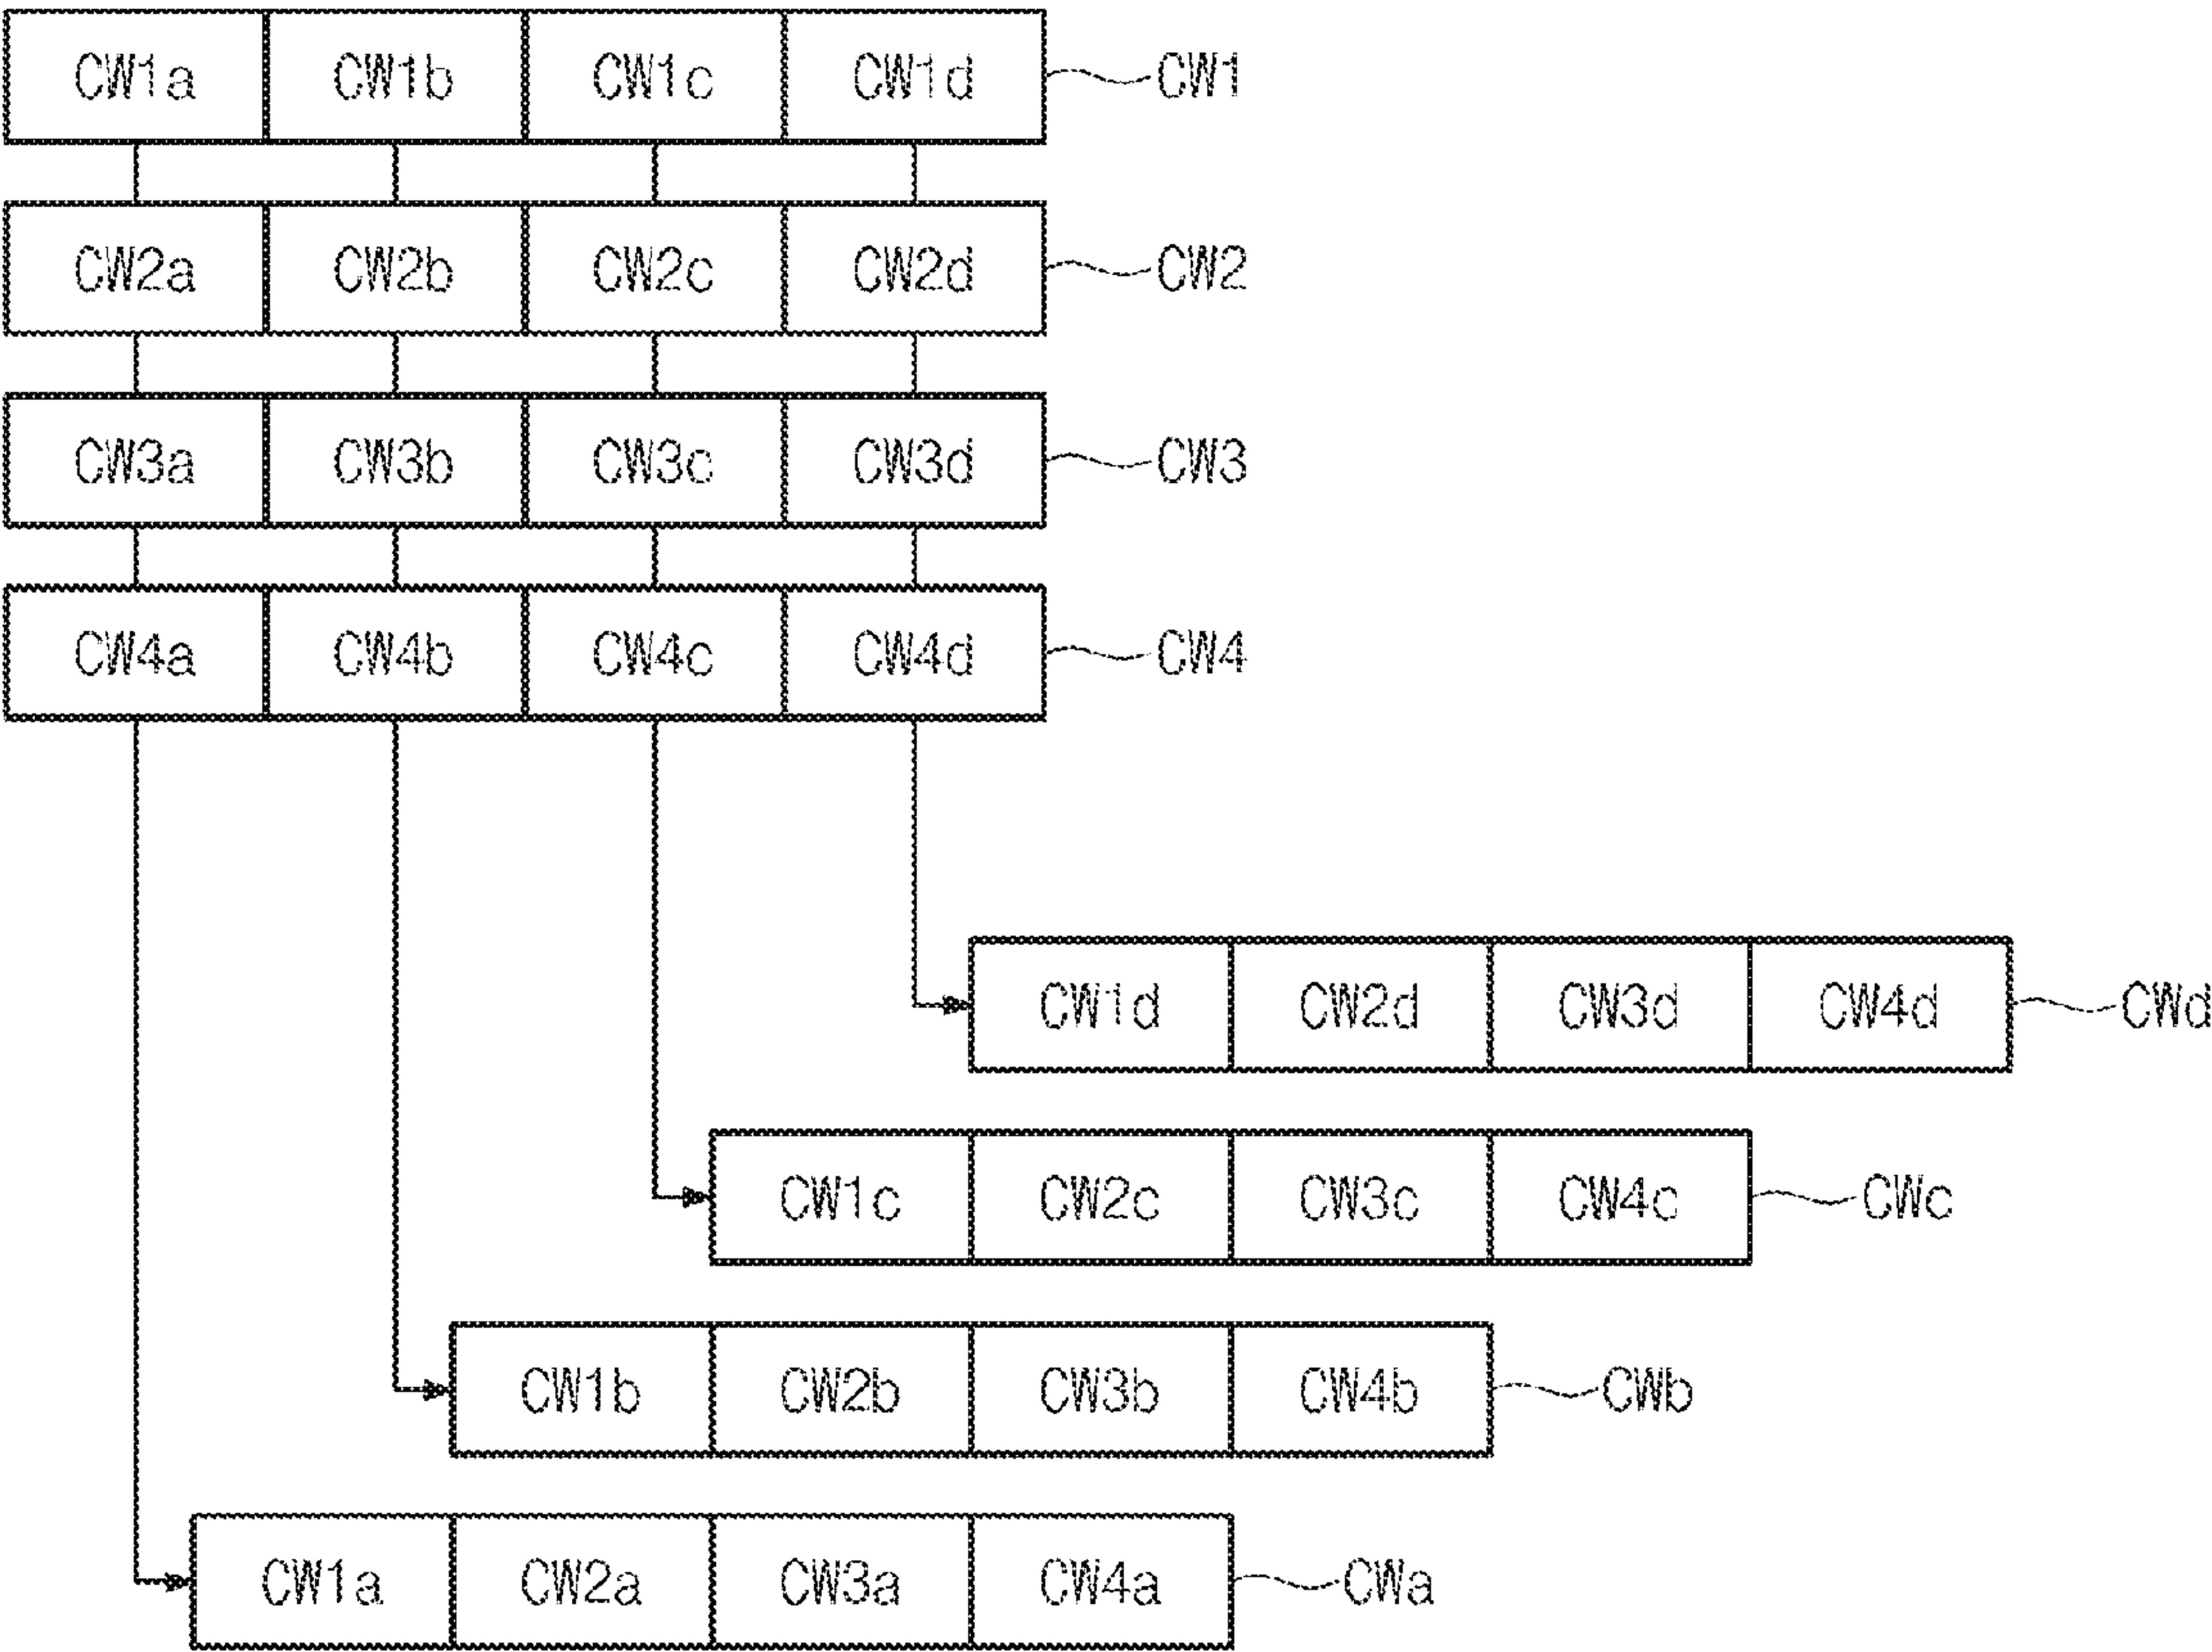 CW1a CW1b CW1c CW1d CW1
CW2a CW2b CW2c CW2d CW2
CW3a CW3b CW3c CW3d CW3
CW4a CW4b CW4c CW4d CW4
CW1d CW2d CW3d CW4d CWd
CW1c CW2c CW3c CW4c CWc
CW1b CW2b CW3b CW4b CWb
CW1a CW2a CW3a CW4a CWa